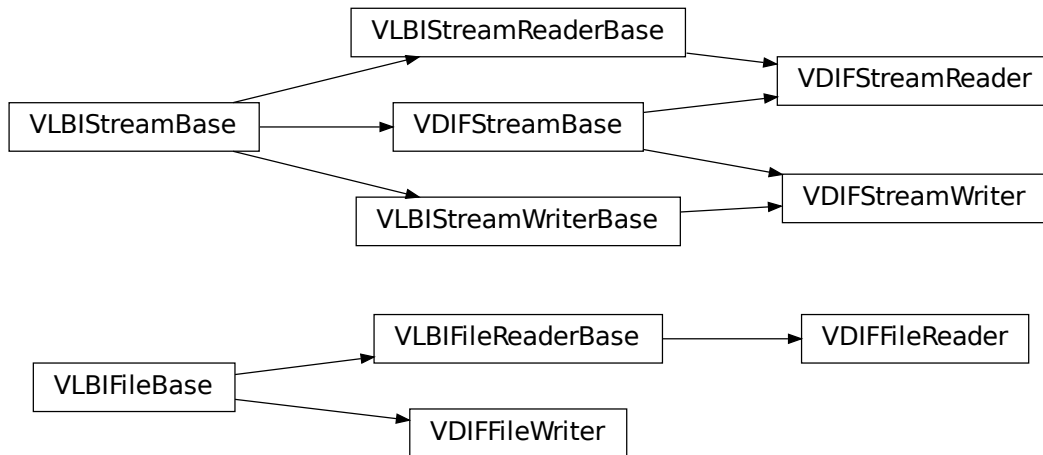 VLBIStreamReaderBase
VDIFStreamReader
VLBIStreamBase
VDIFStreamBase
VDIFStreamWriter
VLBIStreamWriterBase
VLBIFileReaderBase
VDIFFileReader
VLBIFileBase
VDIFFileWriter